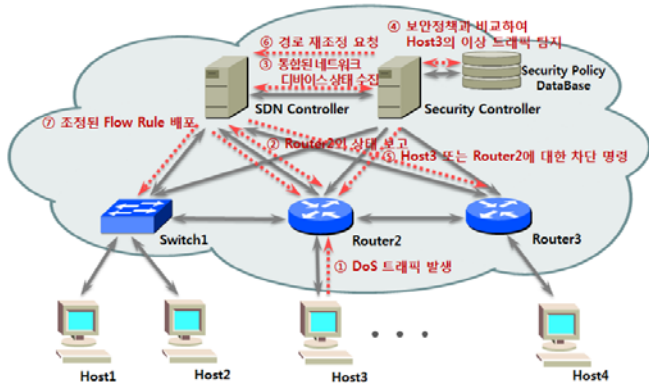 ④ 보안정책과 비교하여
Host3의 이상 트래픽 탐지
⑥ 경로 재조정 요청
③ 통합된 네트워크
디바이스 상태 수집
Security Policy
DataBase
SDN Controller
Security Controller
⑦ 조정된 Flow Rule 배포
② Router2의 상태 보고
⑤ Host3 또는 Router2에 대한 차단 명령
Switch1
Router2
Router3
① DoS 트래픽 발생
Host1
Host2
Host3
Host4